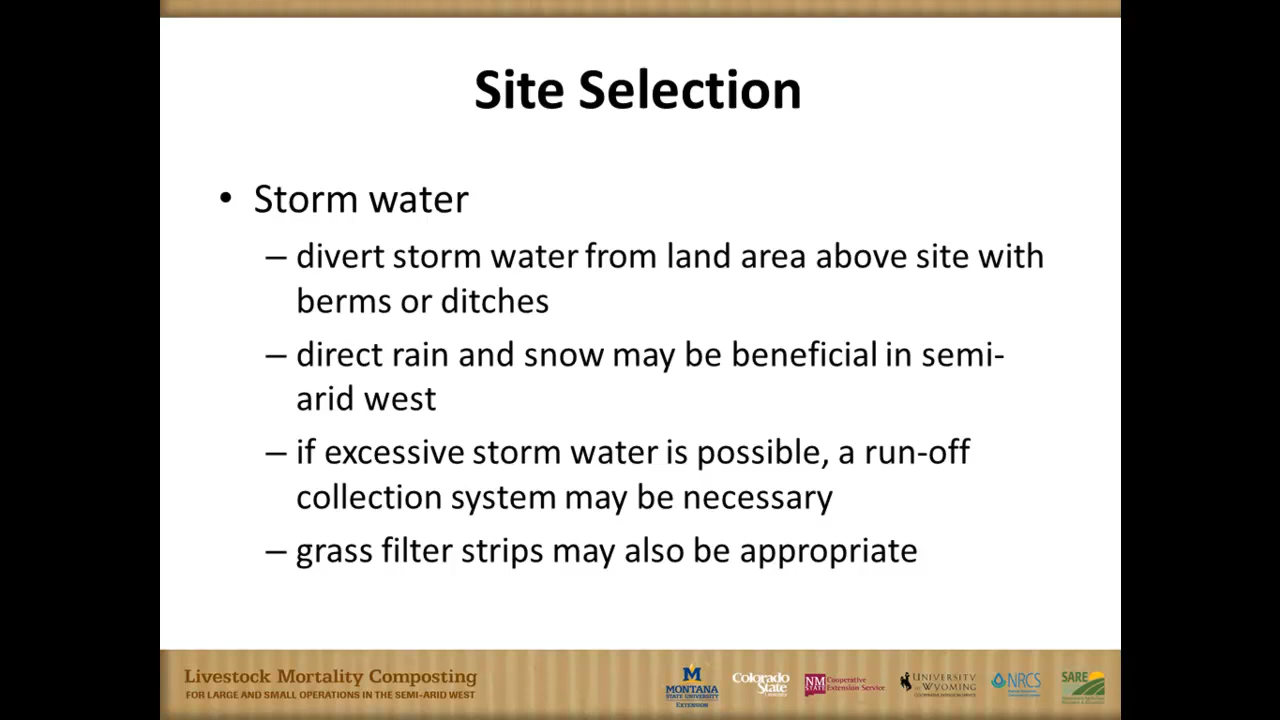 Site Selection
• Storm water
– divert storm water from land area above site with
berms or ditches
– direct rain and snow may be beneficial in semi-
arid west
– if excessive storm water is possible, a run-off
collection system may be necessary
– grass filter strips may also be appropriate
Livestock Mortality Composting
FOR LARGE AND SMALL OPERATIONS IN THE SEMI-ARID WEST
M
MONTANA
STATE UNIVERSITY
EXTENSION
Colorado
State
NM
STATE
Cooperative
Extension Service
UNIVERSITY
OF WYOMING
NRCS
SARE